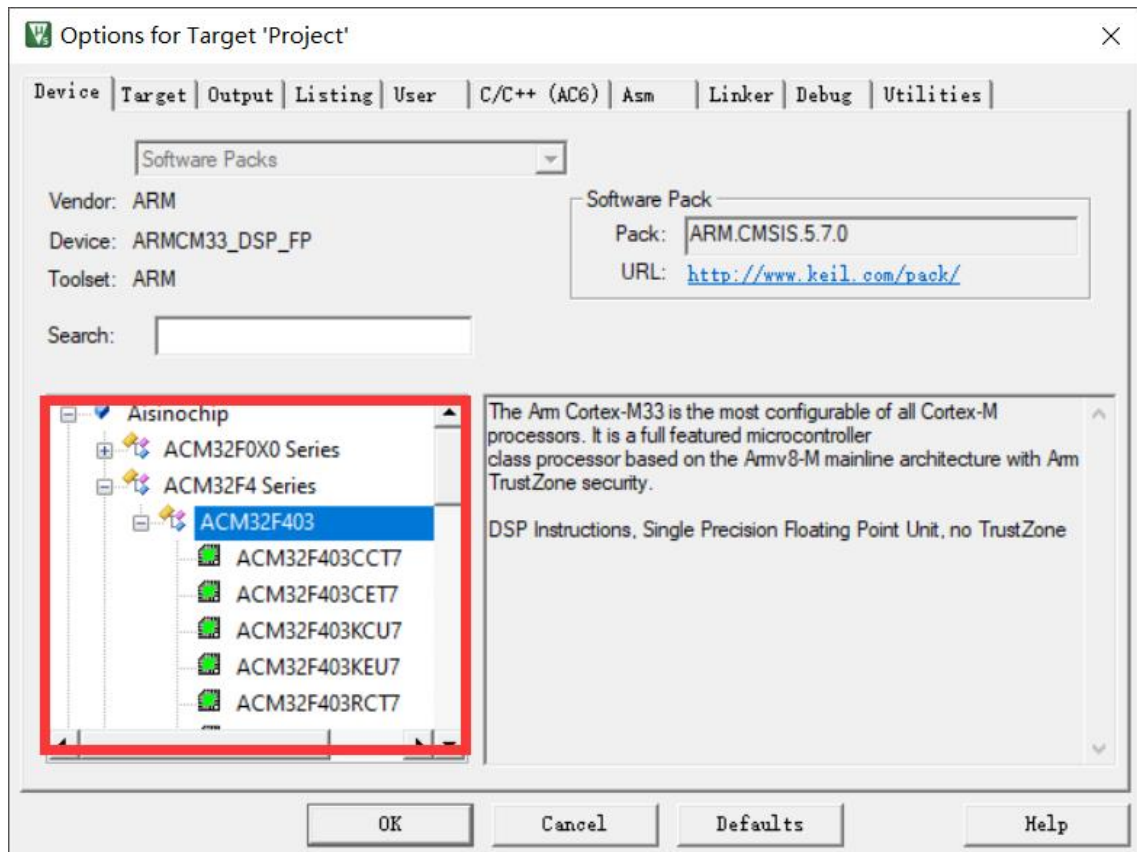 Options for Target 'Project'
Device Target Output Listing User C/C++ (AC6) Asm Linker Debug Utilities
Software Packs
Vendor: ARM
Device: ARMCM33_DSP_FP
Toolset: ARM
Software Pack
Pack: ARM.CMSIS.5.7.0
URL: http://www.keil.com/pack/
Search:
Aisinochip
ACM32F0X0 Series
ACM32F4 Series
ACM32F403
ACM32F403CCT7
ACM32F403CET7
ACM32F403KCU7
ACM32F403KEU7
ACM32F403RCT7
The Arm Cortex-M33 is the most configurable of all Cortex-M
processors. It is a full featured microcontroller
class processor based on the Armv8-M mainline architecture with Arm
TrustZone security.
DSP Instructions, Single Precision Floating Point Unit, no TrustZone
OK Cancel Defaults Help